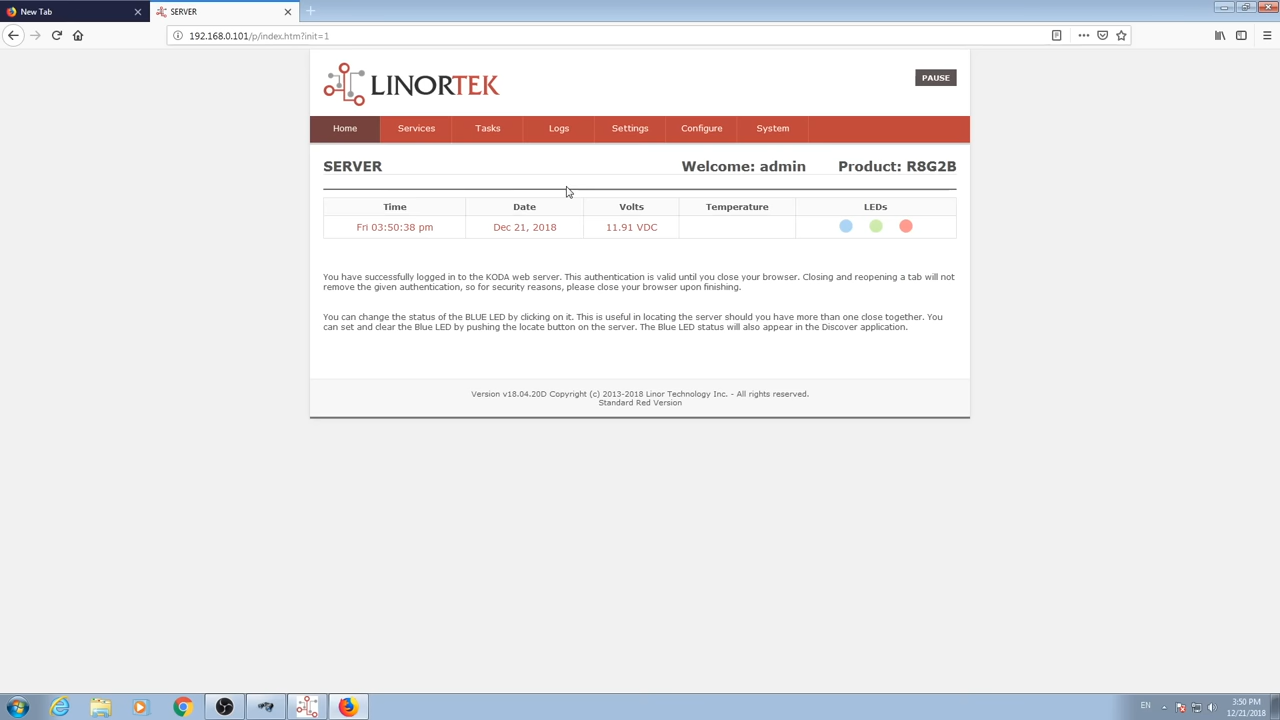 New Tab
SERVER
192.168.0.101/p/index.htm?init=1
LINORTEK
PAUSE
Home Services Tasks Logs Settings Configure System
SERVER Welcome: admin Product: R8G2B
Time Date Volts Temperature LEDs
Fri 03:50:38 pm Dec 21, 2018 11.91 VDC
You have successfully logged in to the KODA web server. This authentication is valid until you close your browser. Closing and reopening a tab will not
remove the given authentication, so for security reasons, please close your browser upon finishing.
You can change the status of the BLUE LED by clicking on it. This is useful in locating the server should you have more than one close together. You
can set and clear the Blue LED by pushing the locate button on the server. The Blue LED status will also appear in the Discover application.
Version v18.04.20D Copyright (c) 2013-2018 Linor Technology Inc. - All rights reserved.
Standard Red Version
EN
3:50 PM
12/21/2018